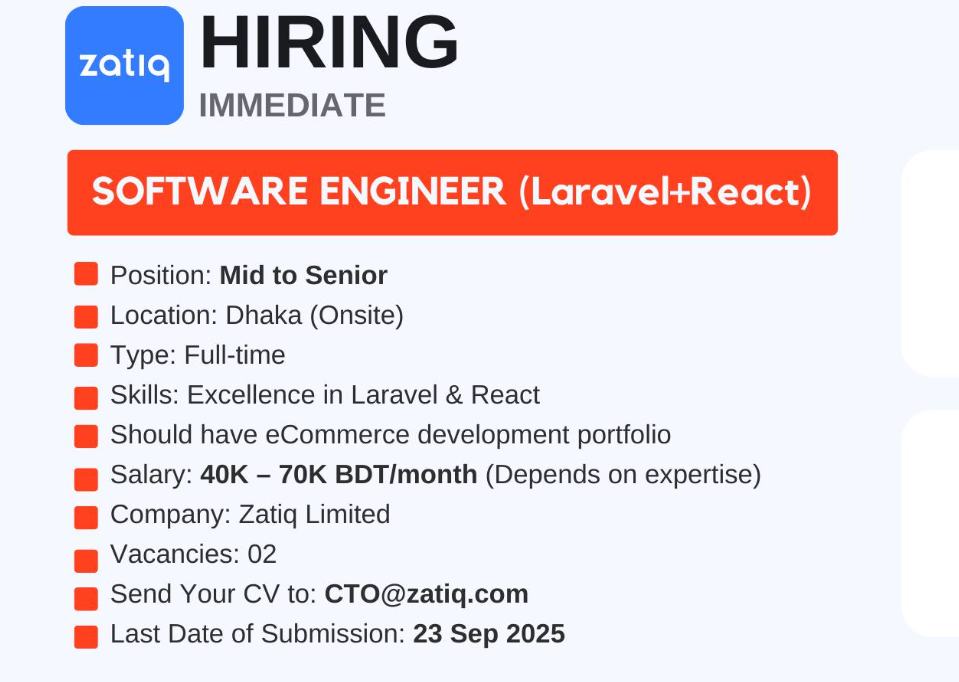 zatiq
HIRING
IMMEDIATE
SOFTWARE ENGINEER (Laravel+React)
Position: Mid to Senior
Location: Dhaka (Onsite)
Type: Full-time
Skills: Excellence in Laravel & React
Should have eCommerce development portfolio
Salary: 40K – 70K BDT/month (Depends on expertise)
Company: Zatiq Limited
Vacancies: 02
Send Your CV to: CTO@zatiq.com
Last Date of Submission: 23 Sep 2025